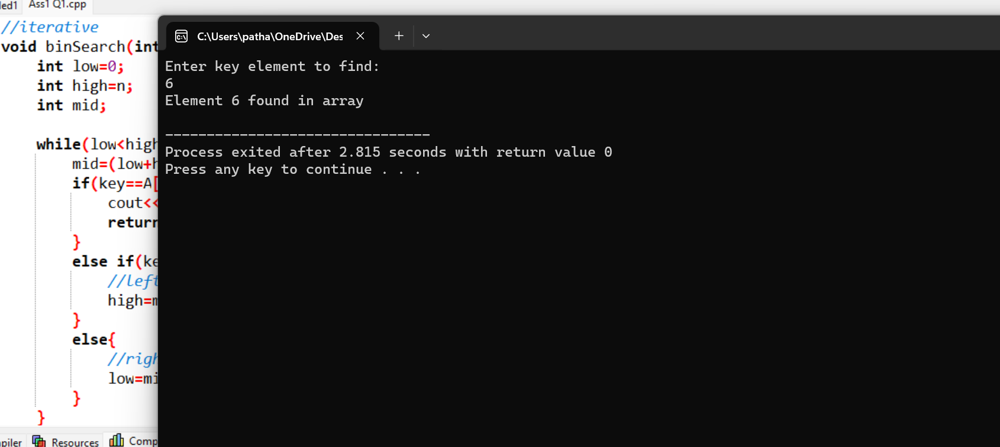 Ass1 Q1.cpp
//iterative
void binSearch(int
int low=0;
int high=n;
int mid;
while(low<high
mid=(low+h
if(key==A[
cout<<
return
}
else if(ke
//left
high=m
}
else{
//righ
low=mi
}
}
Resources
Comp
C:\Users\patha\OneDrive\Des
Enter key element to find:
6
Element 6 found in array
--------------------------------
Process exited after 2.815 seconds with return value 0
Press any key to continue . . .